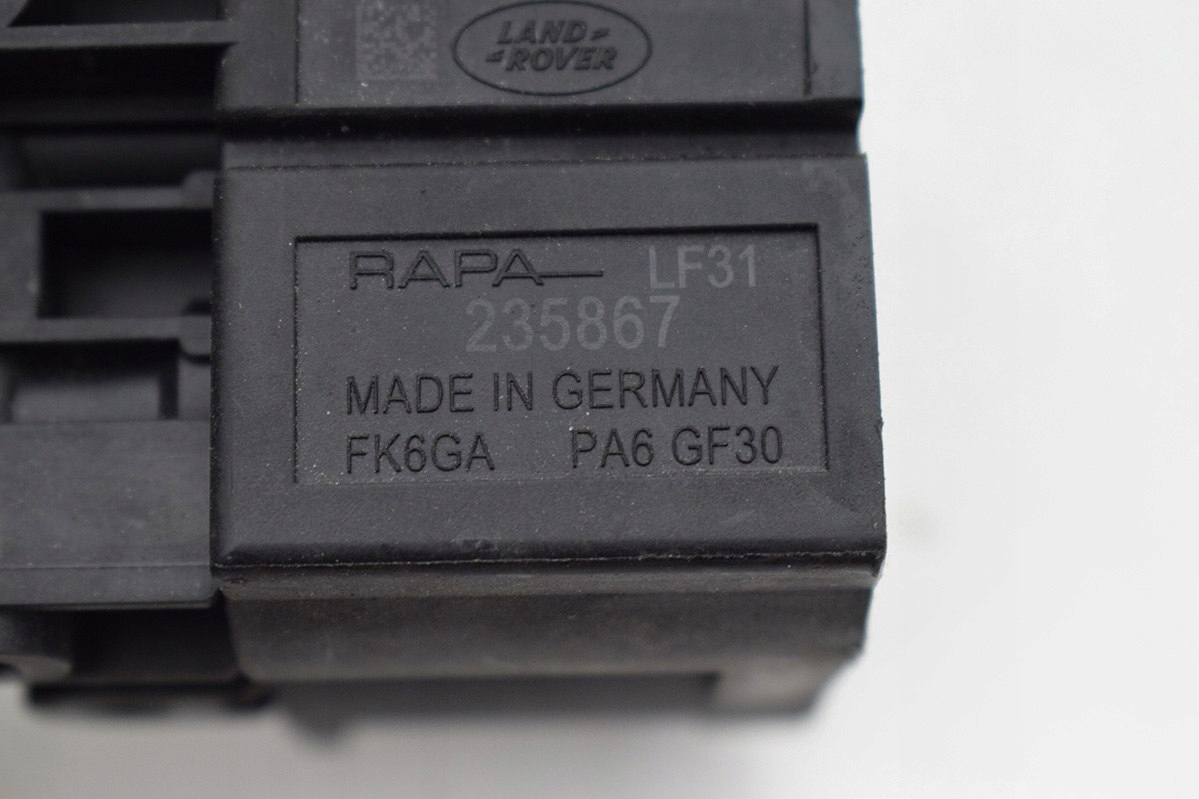 LAND
ROVER
RAPA LF31
235867
MADE IN GERMANY
FK6GA PA6 GF30